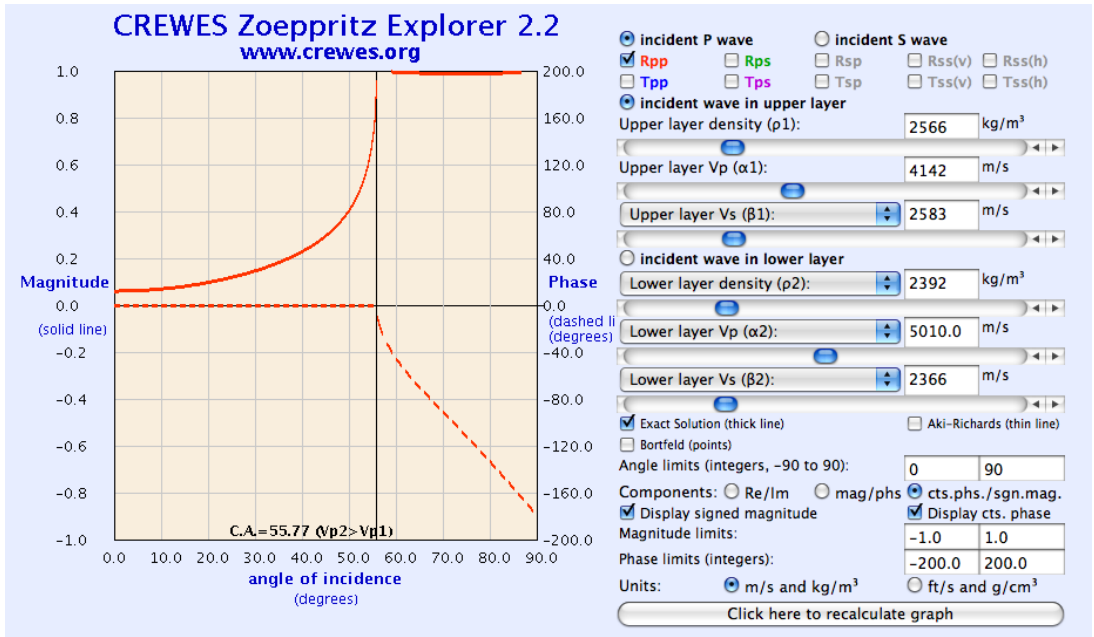 CREWES Zoeppritz Explorer 2.2
www.crewes.org
1.0
0.8
0.6
0.4
0.2
Magnitude
0.0
(solid line)
-0.2
-0.4
-0.6
-0.8
-1.0
200.0
160.0
120.0
80.0
40.0
Phase
0.0
(dashed li
(degrees)
-40.0
-80.0
-120.0
-160.0
-200.0
C.A.=55.77 (Vp2>Vp1)
0.0 10.0 20.0 30.0 40.0 50.0 60.0 70.0 80.0 90.0
angle of incidence
(degrees)
incident P wave incident S wave
Rpp Rps Rsp Rss(v) Rss(h)
Tpp Tps Tsp Tss(v) Tss(h)
incident wave in upper layer
Upper layer density (ρ1): 2566 kg/m³
Upper layer Vp (α1): 4142 m/s
Upper layer Vs (β1): 2583 m/s
incident wave in lower layer
Lower layer density (ρ2): 2392 kg/m³
Lower layer Vp (α2): 5010.0 m/s
Lower layer Vs (β2): 2366 m/s
Exact Solution (thick line) Aki-Richards (thin line)
Bortfeld (points)
Angle limits (integers, -90 to 90): 0 90
Components: Re/Im mag/phs cts.phs./sgn.mag.
Display signed magnitude Display cts. phase
Magnitude limits: -1.0 1.0
Phase limits (integers): -200.0 200.0
Units: m/s and kg/m³ ft/s and g/cm³
Click here to recalculate graph